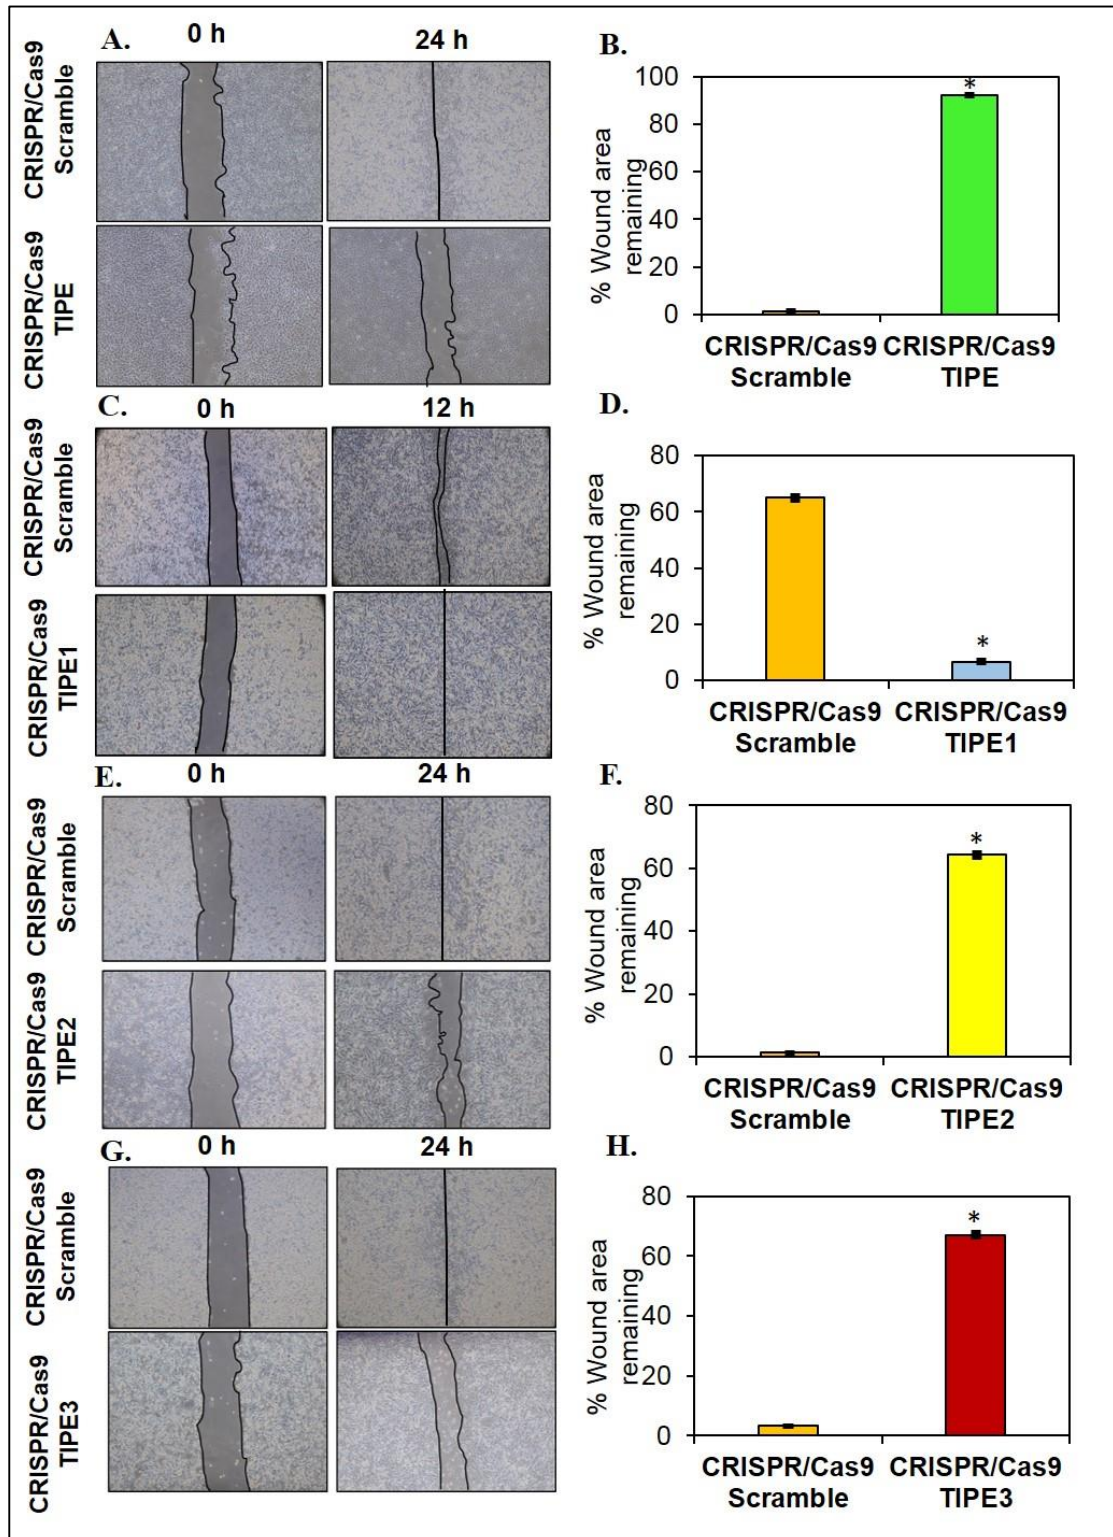 A.
0 h
24 h
CRISPR/Cas9
Scramble
CRISPR/Cas9
TIPE
B.
100
80
60
40
20
0
% Wound area
remaining
*
CRISPR/Cas9
Scramble
CRISPR/Cas9
TIPE
C.
0 h
12 h
CRISPR/Cas9
Scramble
CRISPR/Cas9
TIPE1
D.
80
60
40
20
0
% Wound area
remaining
*
CRISPR/Cas9
Scramble
CRISPR/Cas9
TIPE1
E.
0 h
24 h
CRISPR/Cas9
Scramble
CRISPR/Cas9
TIPE2
F.
80
60
40
20
0
% Wound area
remaining
*
CRISPR/Cas9
Scramble
CRISPR/Cas9
TIPE2
G.
0 h
24 h
CRISPR/Cas9
Scramble
CRISPR/Cas9
TIPE3
H.
80
60
40
20
0
% Wound area
remaining
*
CRISPR/Cas9
Scramble
CRISPR/Cas9
TIPE3